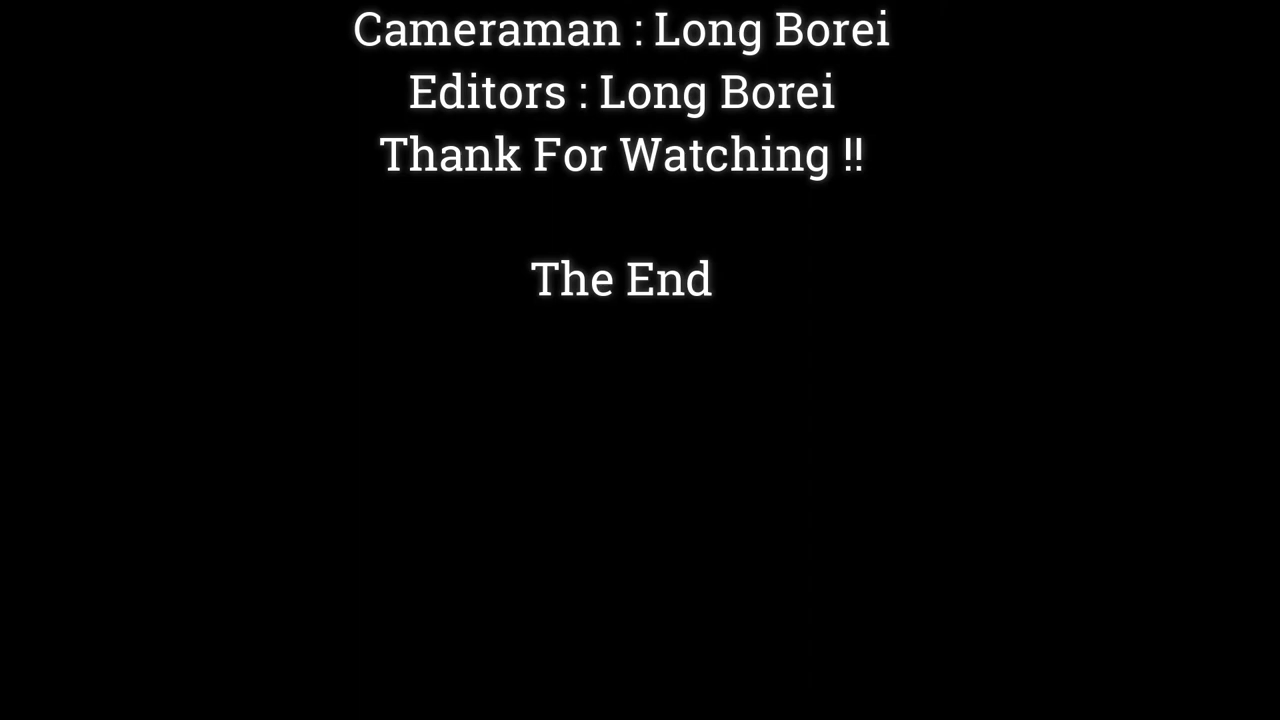 Cameraman : Long Borei
Editors : Long Borei
Thank For Watching !!
The End